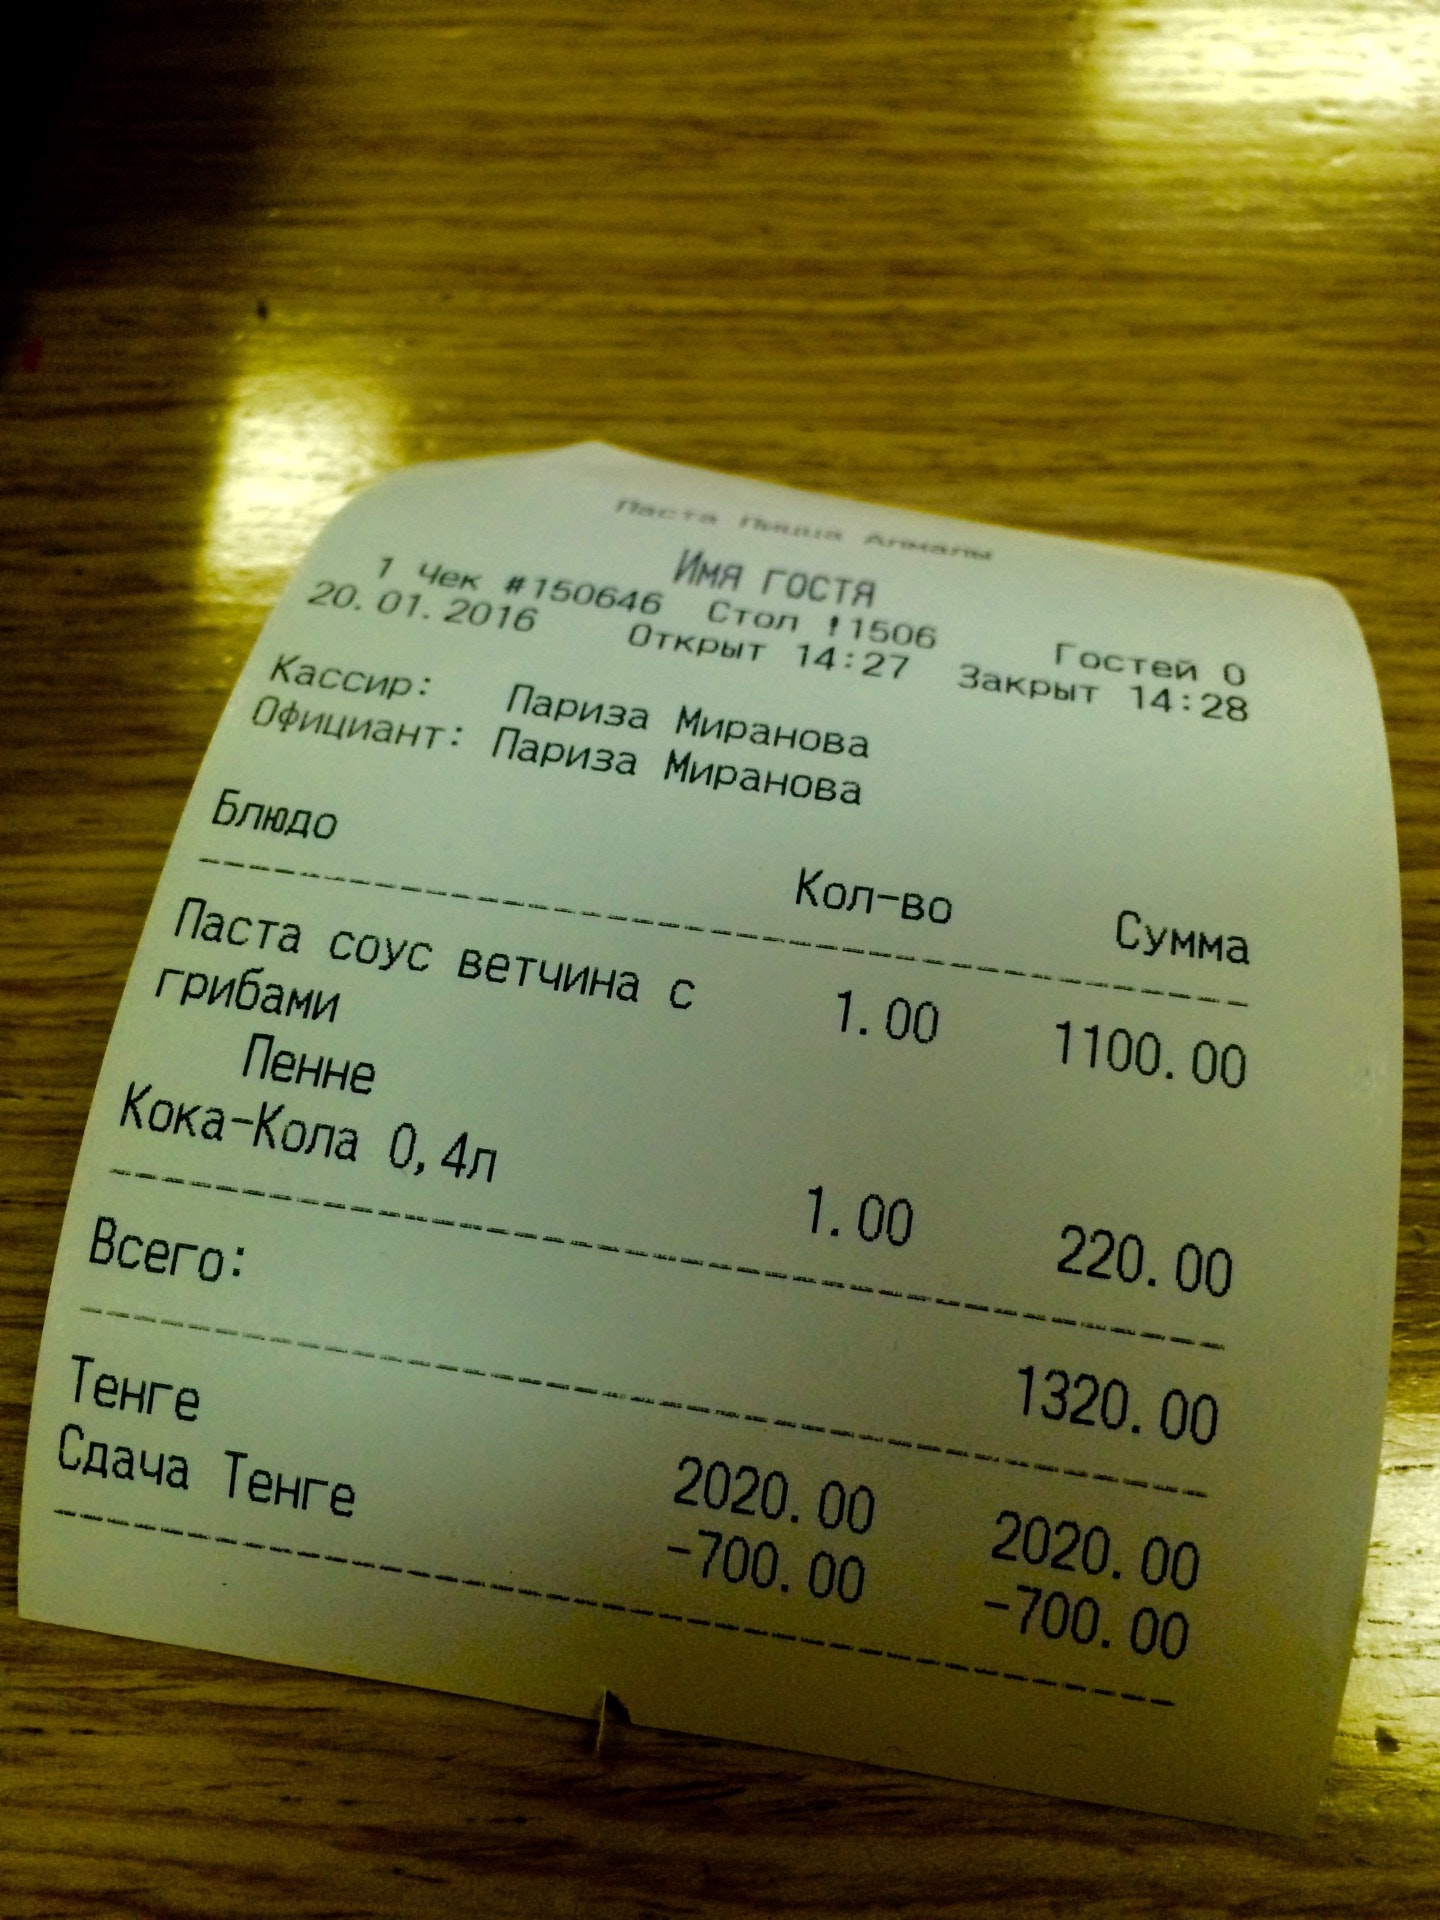 Паста Пицца Алматы
Имя гостя
1 Чек #150646 Стол !1506 Гостей 0
20.01.2016 Открыт 14:27 Закрыт 14:28
Кассир: Париза Миранова
Официант: Париза Миранова
Блюдо Кол-во Сумма
Паста соус ветчина с 1.00 1100.00
грибами
Пенне
Кока-Кола 0,4л 1.00 220.00
Всего: 1320.00
Тенге 2020.00 2020.00
Сдача Тенге -700.00 -700.00